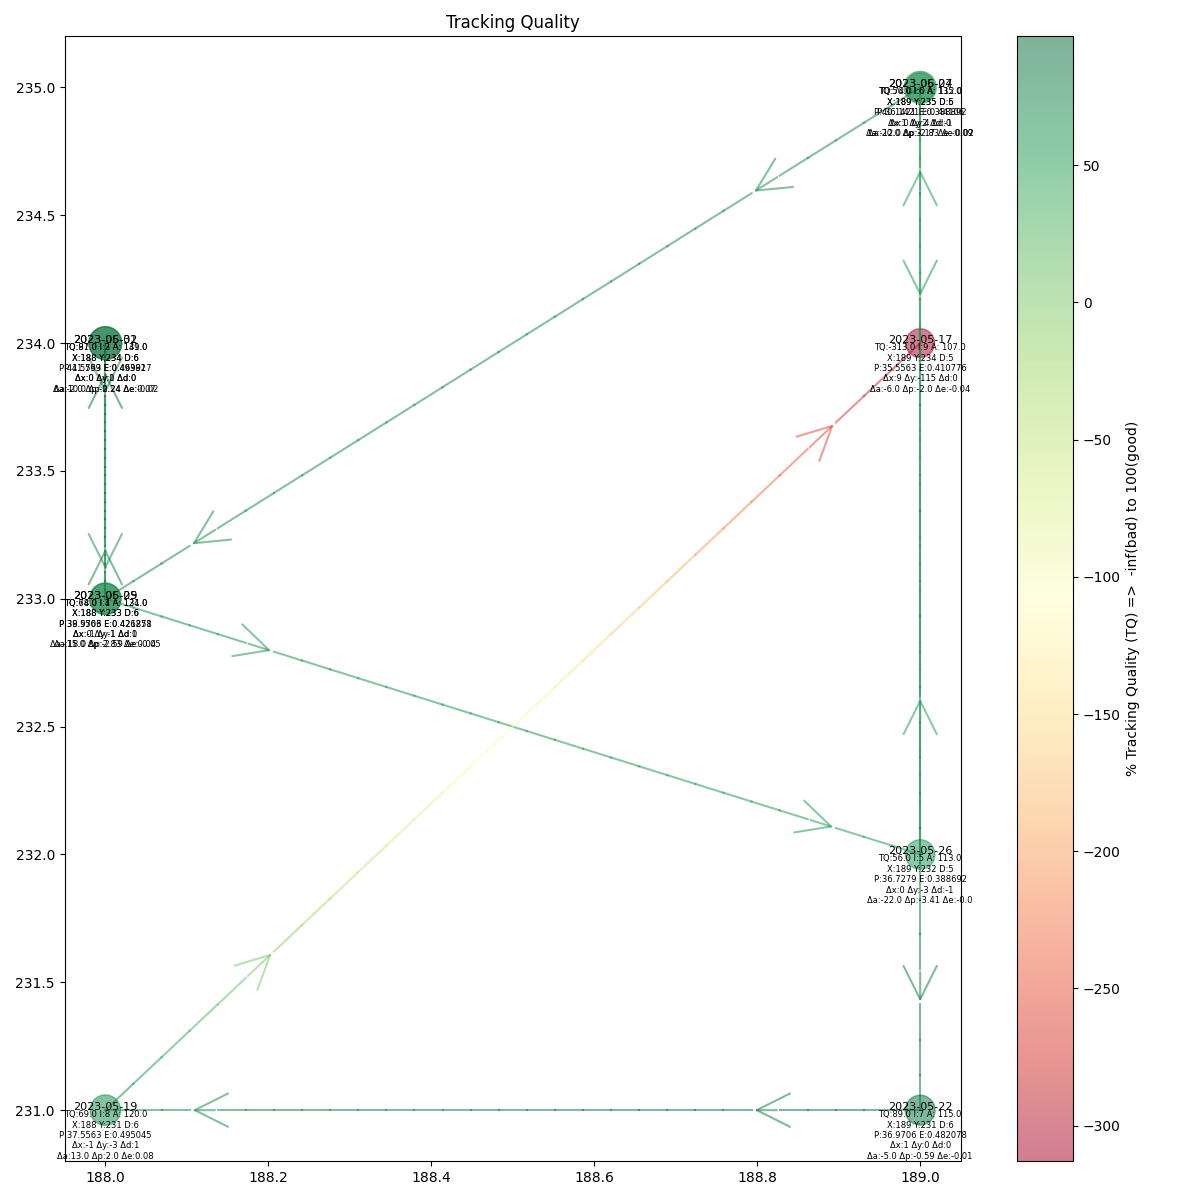 Tracking Quality
235.0
234.5
234.0
233.5
233.0
232.5
232.0
231.5
231.0
188.0
188.2
188.4
188.6
188.8
189.0
X:189 Y:235 D:6
2023-05-17
TQ:-313.0 I:9 A: 107.0
X:189 Y:234 D:5
P:35.5563 E:0.410776
Δx:9 Δy:-115 Δd:0
Δa:-6.0 Δp:-2.0 Δe:-0.04
X:188 Y:234 D:6
X:188 Y:233 D:6
2023-05-26
TQ:56.0 I:5 A: 113.0
X:189 Y:232 D:5
P:36.7279 E:0.388692
Δx:0 Δy:-3 Δd:-1
Δa:-22.0 Δp:-3.41 Δe:-0.0
2023-05-19
TQ:69.0 I:8 A: 120.0
X:188 Y:231 D:6
P:37.5563 E:0.495045
Δx:-1 Δy:-3 Δd:1
Δa:13.0 Δp:2.0 Δe:0.08
2023-05-22
TQ:89.0 I:7 A: 115.0
X:189 Y:231 D:6
P:36.9706 E:0.482078
Δx:1 Δy:0 Δd:0
Δa:-5.0 Δp:-0.59 Δe:-0.01
50
0
−50
−100
−150
−200
−250
−300
% Tracking Quality (TQ) => -inf(bad) to 100(good)